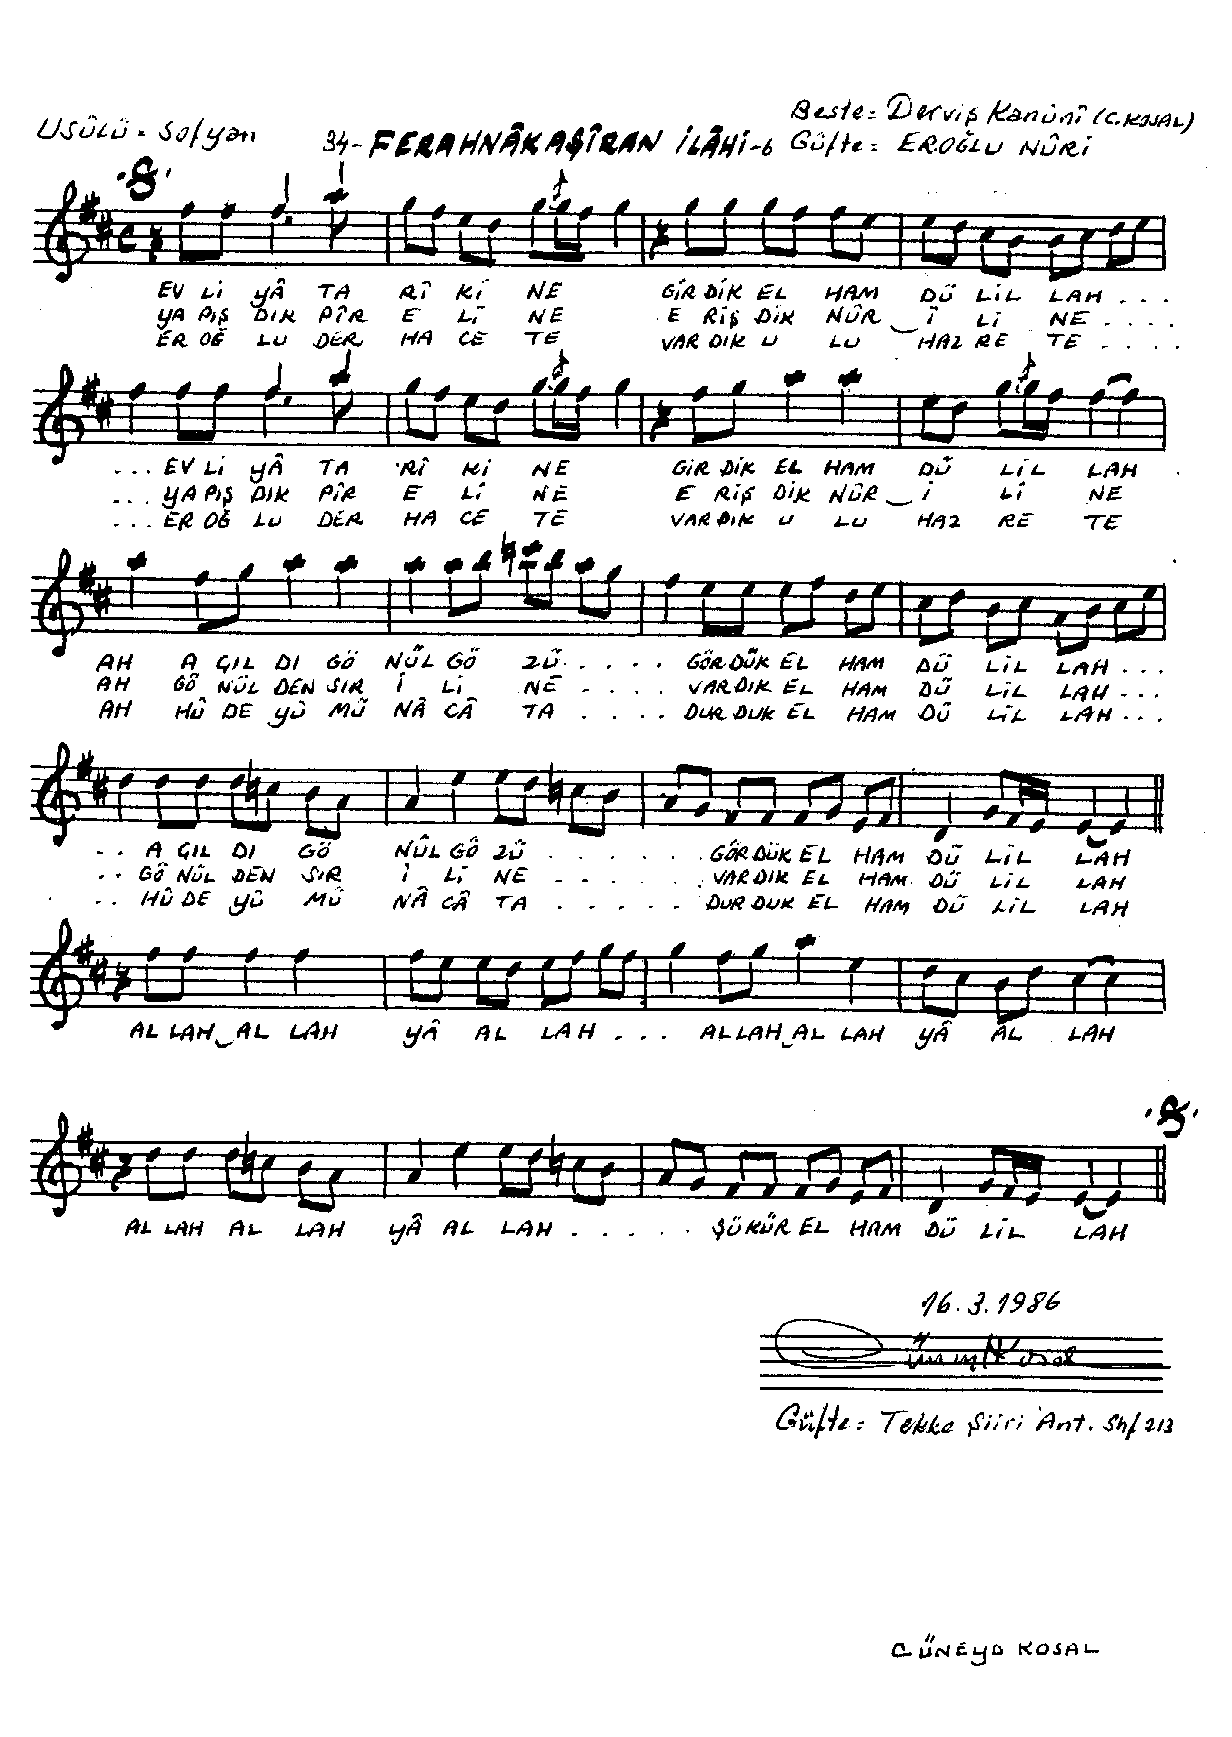 Usûlü = Sofyan 34-FERAHNÂKAŞÎRAN İLÂHİ-6 Beste = Derviş Kanûnî (C.KOSAL)
Güfte = EROĞLU NÛRİ
EV Lİ YÂ TA RÎ Kİ NE GİR DİK EL HAM DÜ LİL LAH . . .
YA PIŞ DIK PÎR E Lİ NE E RİŞ DİK NÛR_İ Lİ NE . . . .
ER OĞ LU DER HA CE TE VAR DIK U LU HAZ RE TE . . . .
. . . EV Lİ YÂ TA RÎ Kİ NE GİR DİK EL HAM DÜ LİL LAH
. . . YA PIŞ DIK PÎR E Lİ NE E RİŞ DİK NÛR_İ Lİ NE
. . . ER OĞ LU DER HA CE TE VAR DIK U LU HAZ RE TE
AH A ÇIL DI GÖ NÜL GÖ ZÜ . . . . . GÖR DÜK EL HAM DÜ LİL LAH . . .
AH GÖ NÜL DEN SIR İ Lİ NE . . . . VAR DIK EL HAM DÜ LİL LAH . . .
AH HÛ DE YÜ MÜ NÂ CÂ TA . . . . DUR DUK EL HAM DÜ LİL LAH . . .
. . A ÇIL DI GÖ NÜL GÖ ZÜ . . . . . . GÖR DÜK EL HAM DÜ LİL LAH
. . GÖ NÜL DEN SIR İ Lİ NE . . . . . . VAR DIK EL HAM DÜ LİL LAH
. . HÛ DE YÜ MÜ NÂ CÂ TA . . . . . DUR DUK EL HAM DÜ LİL LAH
AL LAH_AL LAH YÂ AL LAH . . . AL LAH_AL LAH YÂ AL LAH
AL LAH AL LAH YÂ AL LAH . . . . . ŞÜ KÜR EL HAM DÜ LİL LAH
16.3.1986
Güfte = Tekke Şiiri Ant. Shf 213
CÜNEYD KOSAL